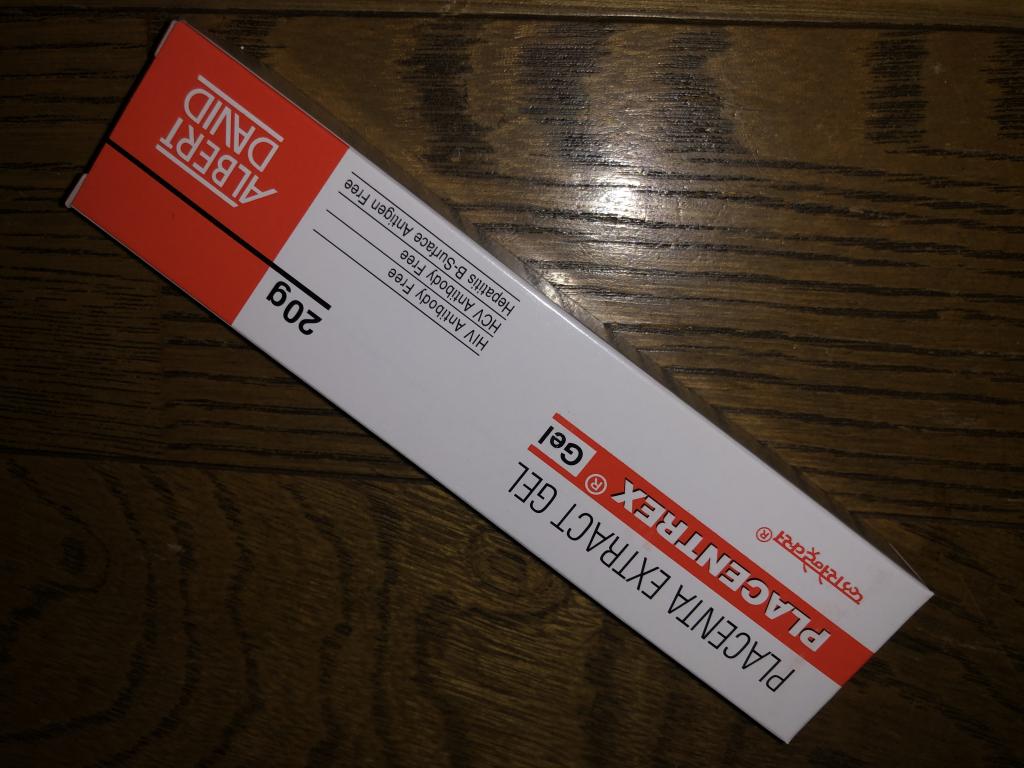 PLACENTA EXTRACT GEL
PLACENTREX® Gel
HIV Antibody Free
HCV Antibody Free
Hepatitis B-Surface Antigen Free
20g
ALBERT
DAVID